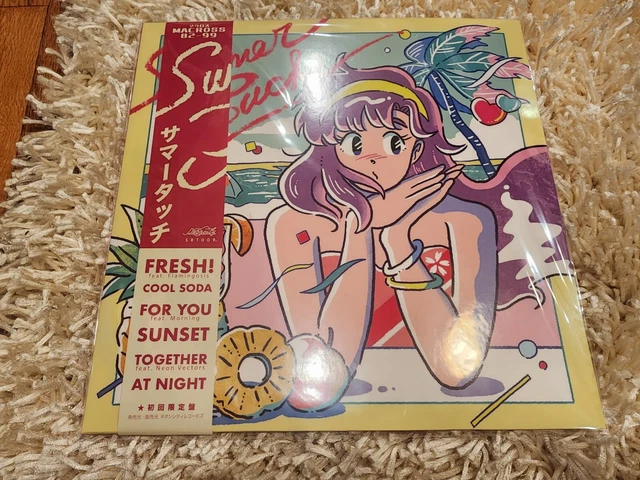 マクロス
MACROSS
82-99
Summer
Touch
サマータッチ
FRESH!
feat. Flamingosis
COOL SODA
FOR YOU
feat. Morning
SUNSET
TOGETHER
feat. Neon Vectors
AT NIGHT
★初回限定盤